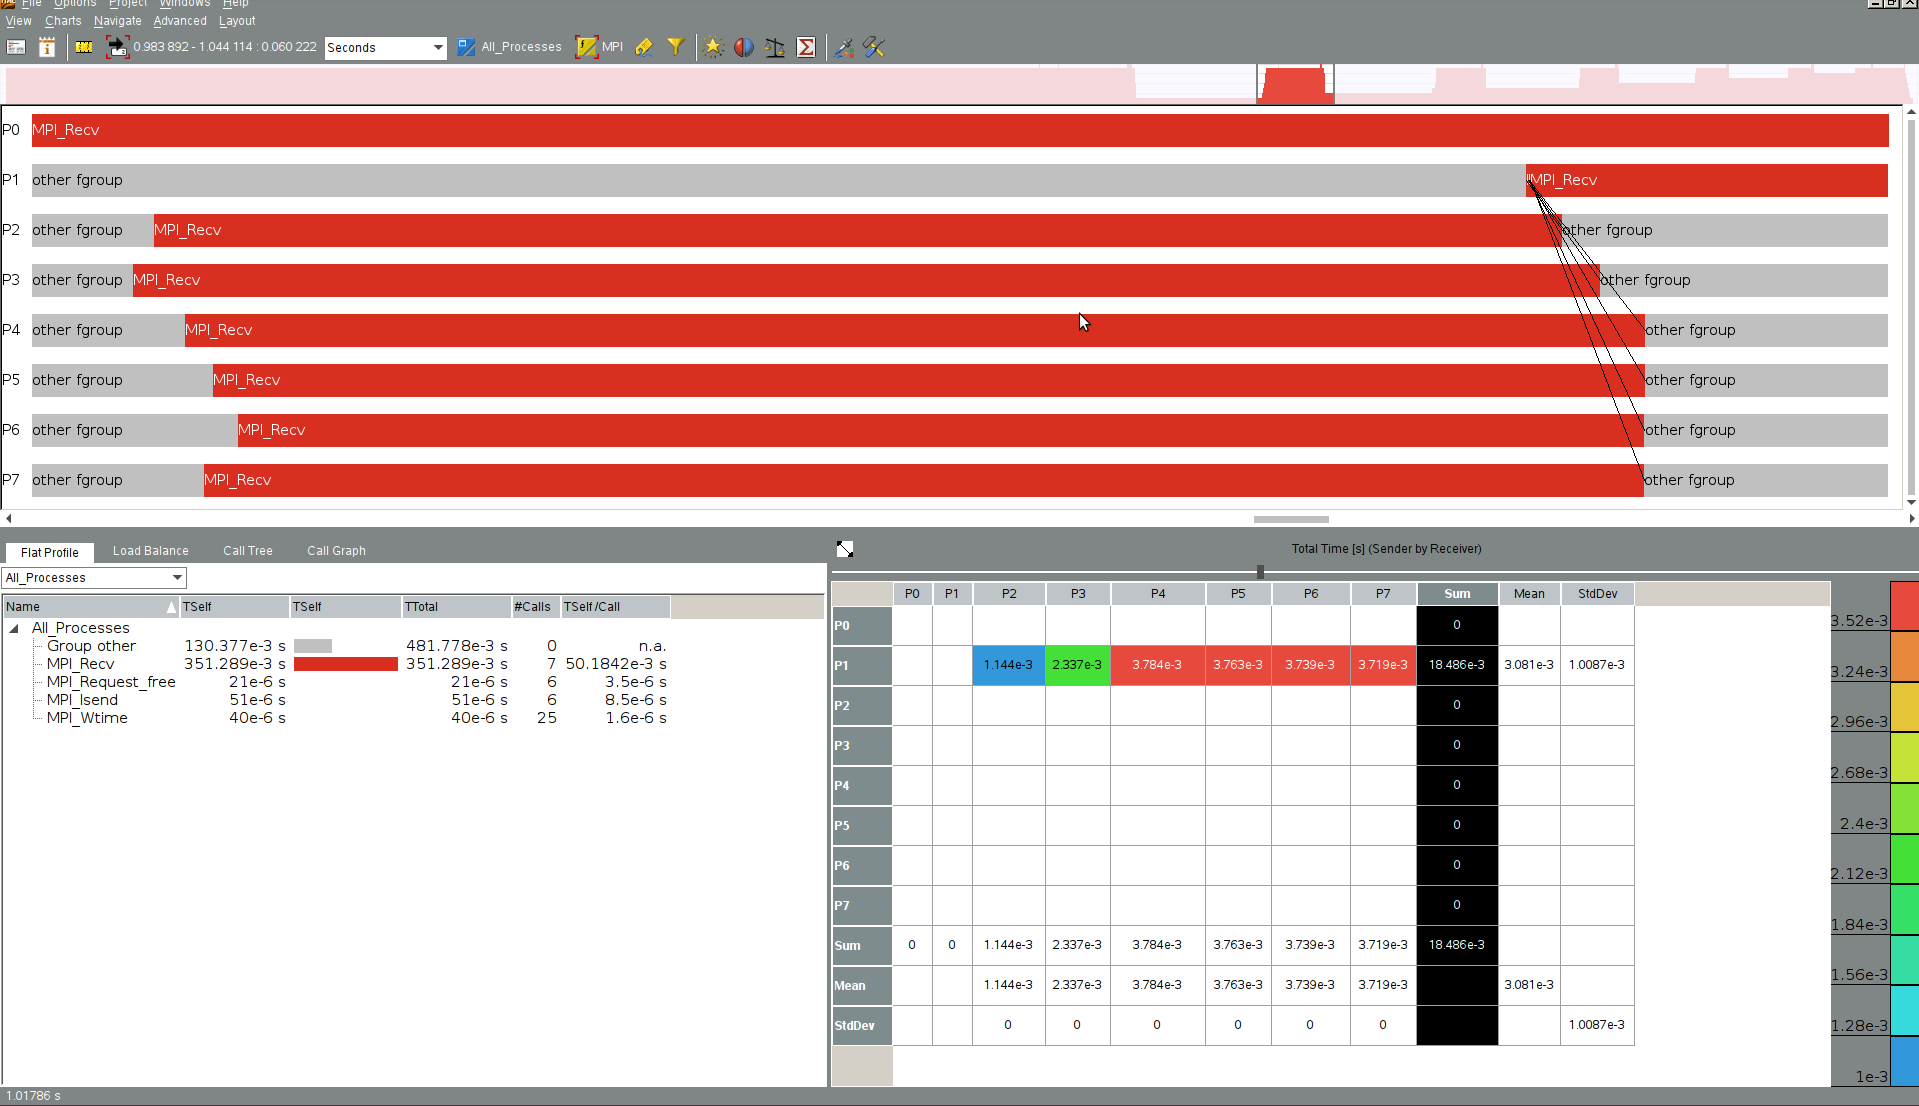 File Options Project Windows Help
View Charts Navigate Advanced Layout
0.983 892 - 1.044 114 : 0.060 222 Seconds All_Processes MPI
P0 MPI_Recv
P1 other fgroup MPI_Recv
P2 other fgroup MPI_Recv other fgroup
P3 other fgroup MPI_Recv other fgroup
P4 other fgroup MPI_Recv other fgroup
P5 other fgroup MPI_Recv other fgroup
P6 other fgroup MPI_Recv other fgroup
P7 other fgroup MPI_Recv other fgroup
Flat Profile Load Balance Call Tree Call Graph
All_Processes
Name TSelf TSelf TTotal #Calls TSelf /Call
All_Processes
Group other 130.377e-3 s 481.778e-3 s 0 n.a.
MPI_Recv 351.289e-3 s 351.289e-3 s 7 50.1842e-3 s
MPI_Request_free 21e-6 s 21e-6 s 6 3.5e-6 s
MPI_Isend 51e-6 s 51e-6 s 6 8.5e-6 s
MPI_Wtime 40e-6 s 40e-6 s 25 1.6e-6 s
Total Time [s] (Sender by Receiver)
P0 P1 P2 P3 P4 P5 P6 P7 Sum Mean StdDev
P0 0
P1 1.144e-3 2.337e-3 3.784e-3 3.763e-3 3.739e-3 3.719e-3 18.486e-3 3.081e-3 1.0087e-3
P2 0
P3 0
P4 0
P5 0
P6 0
P7 0
Sum 0 0 1.144e-3 2.337e-3 3.784e-3 3.763e-3 3.739e-3 3.719e-3 18.486e-3
Mean 1.144e-3 2.337e-3 3.784e-3 3.763e-3 3.739e-3 3.719e-3 3.081e-3
StdDev 0 0 0 0 0 0 1.0087e-3
3.52e-3
3.24e-3
2.96e-3
2.68e-3
2.4e-3
2.12e-3
1.84e-3
1.56e-3
1.28e-3
1e-3
1.01786 s